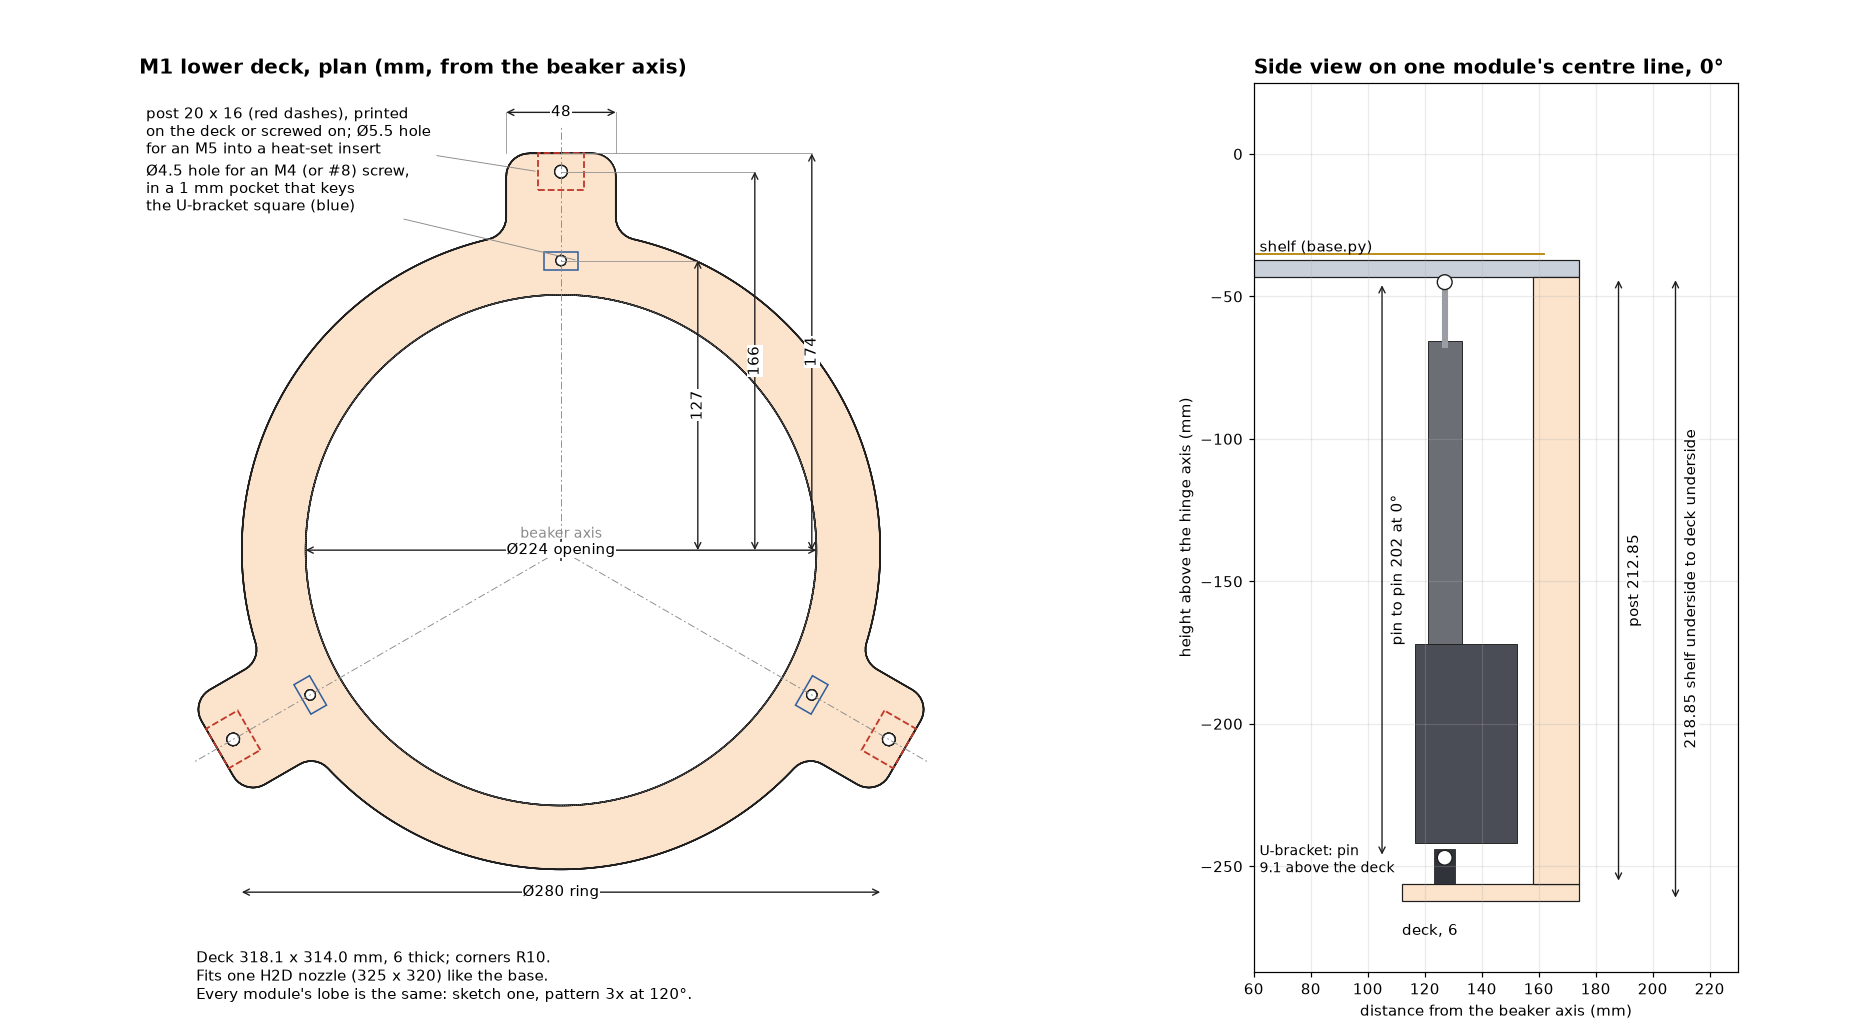 M1 lower deck, plan (mm, from the beaker axis)
post 20 x 16 (red dashes), printed
on the deck or screwed on; Ø5.5 hole
for an M5 into a heat-set insert
Ø4.5 hole for an M4 (or #8) screw,
in a 1 mm pocket that keys
the U-bracket square (blue)
48
174
166
127
beaker axis
Ø224 opening
Ø280 ring
Deck 318.1 x 314.0 mm, 6 thick; corners R10.
Fits one H2D nozzle (325 x 320) like the base.
Every module's lobe is the same: sketch one, pattern 3x at 120°.
Side view on one module's centre line, 0°
0
−50
−100
−150
−200
−250
height above the hinge axis (mm)
shelf (base.py)
pin to pin 202 at 0°
post 212.85
218.85 shelf underside to deck underside
U-bracket: pin
9.1 above the deck
deck, 6
60
80
100
120
140
160
180
200
220
distance from the beaker axis (mm)